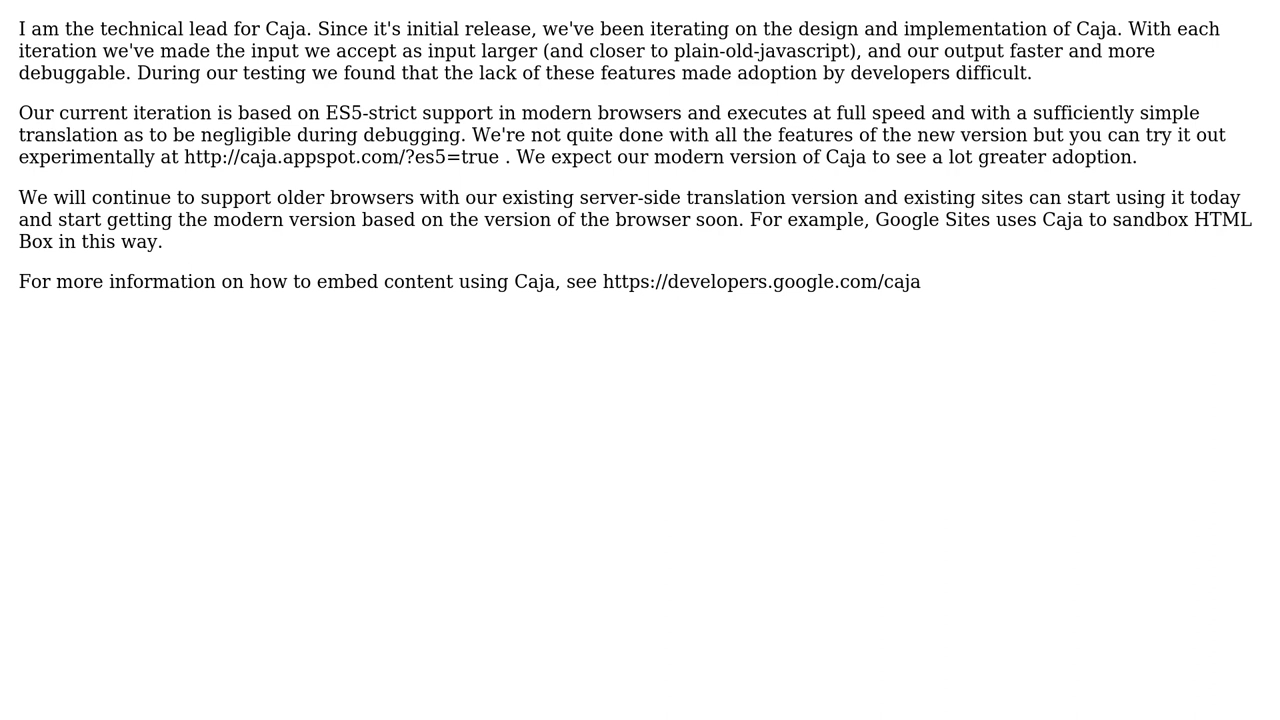 I am the technical lead for Caja. Since it's initial release, we've been iterating on the design and implementation of Caja. With each
iteration we've made the input we accept as input larger (and closer to plain-old-javascript), and our output faster and more
debuggable. During our testing we found that the lack of these features made adoption by developers difficult.
Our current iteration is based on ES5-strict support in modern browsers and executes at full speed and with a sufficiently simple
translation as to be negligible during debugging. We're not quite done with all the features of the new version but you can try it out
experimentally at http://caja.appspot.com/?es5=true . We expect our modern version of Caja to see a lot greater adoption.
We will continue to support older browsers with our existing server-side translation version and existing sites can start using it today
and start getting the modern version based on the version of the browser soon. For example, Google Sites uses Caja to sandbox HTML
Box in this way.
For more information on how to embed content using Caja, see https://developers.google.com/caja